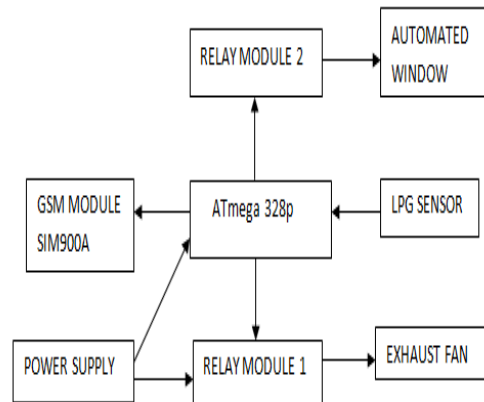 RELAY MODULE 2
AUTOMATED
WINDOW
GSM MODULE
SIM900A
ATmega 328p
LPG SENSOR
POWER SUPPLY
RELAY MODULE 1
EXHAUST FAN